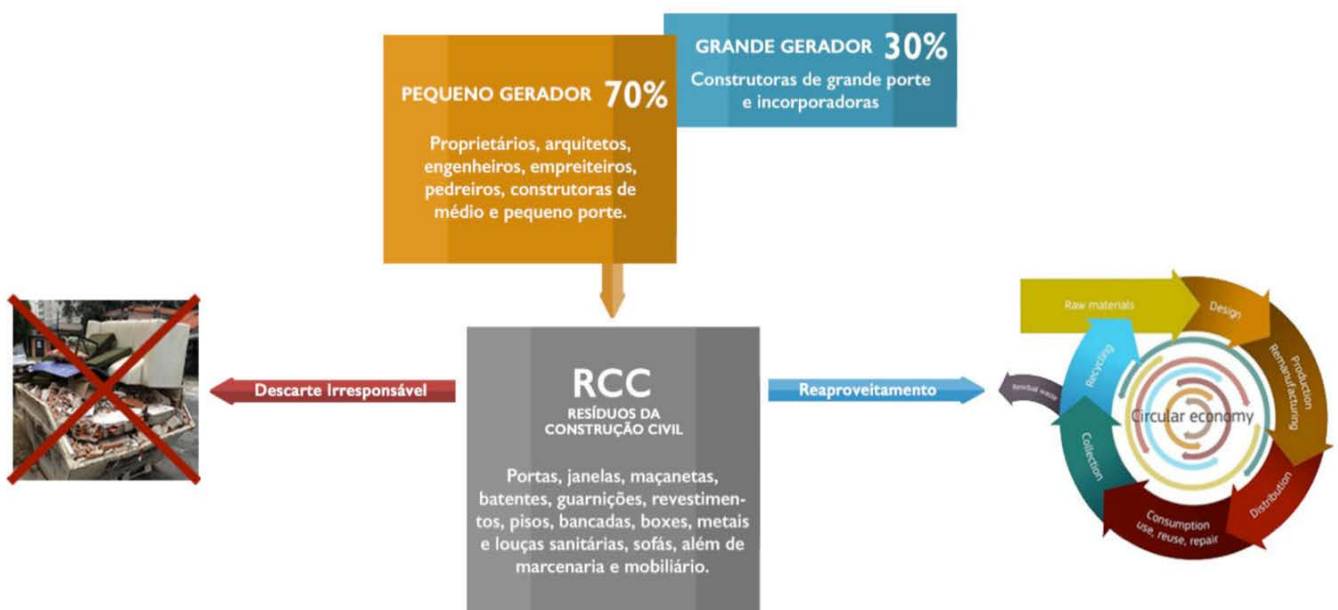 GRANDE GERADOR 30%
Construtoras de grande porte
e incorporadoras
PEQUENO GERADOR 70%
Proprietários, arquitetos,
engenheiros, empreiteiros,
pedreiros, construtoras de
médio e pequeno porte.
Descarte Irresponsável
RCC
RESÍDUOS DA
CONSTRUÇÃO CIVIL
Portas, janelas, maçanetas,
batentes, guarnições, revestimen-
tos, pisos, bancadas, boxes, metais
e louças sanitárias, sofás, além de
marcenaria e mobiliário.
Reaproveitamento
Raw materials
Design
Production
Remanufacturing
Distribution
Consumption
use, reuse, repair
Collection
Recycling
Residual waste
Circular economy